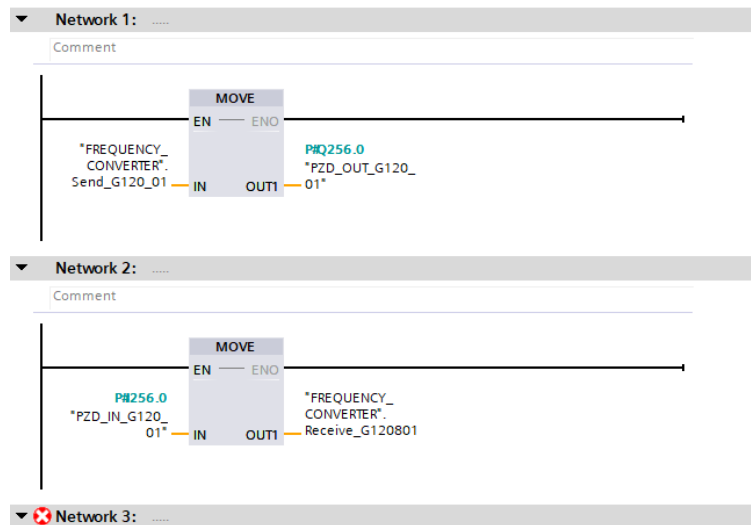 Network 1: .....
Comment
MOVE
EN ENO
"FREQUENCY_
CONVERTER".
Send_G120_01
IN OUT1
P#Q256.0
"PZD_OUT_G120_
01"
Network 2: .....
Comment
MOVE
EN ENO
P#I256.0
"PZD_IN_G120_
01"
IN OUT1
"FREQUENCY_
CONVERTER".
Receive_G120801
Network 3: .....